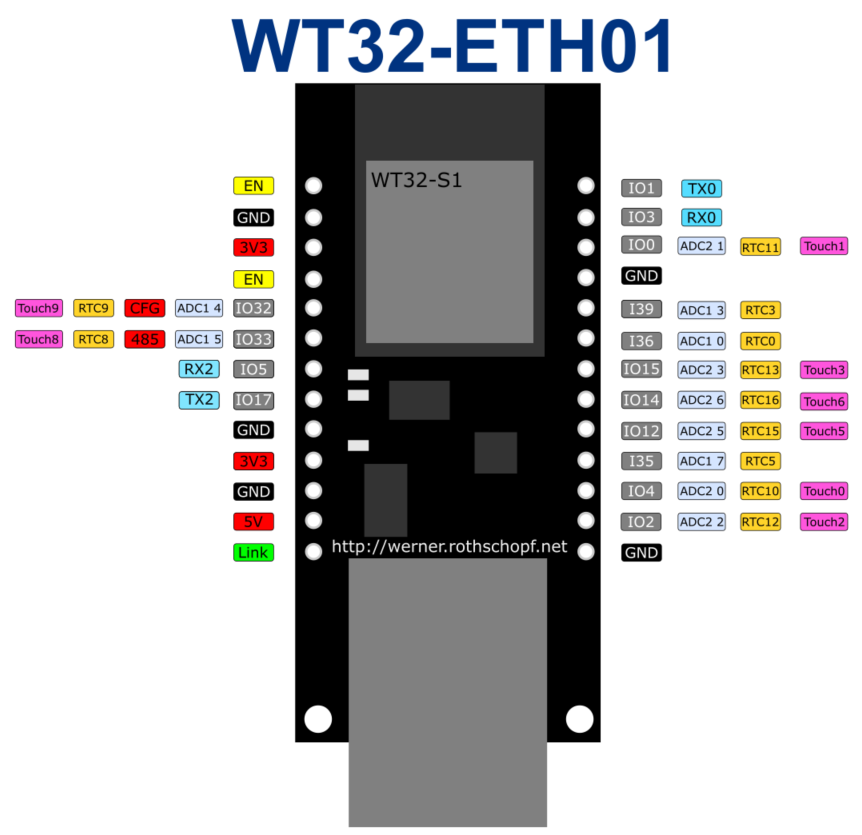 WT32-ETH01
WT32-S1
EN IO1 TX0
GND IO3 RX0
3V3 IO0 ADC2 1 RTC11 Touch1
EN GND
Touch9 RTC9 CFG ADC1 4 IO32 I39 ADC1 3 RTC3
Touch8 RTC8 485 ADC1 5 IO33 I36 ADC1 0 RTC0
RX2 IO5 IO15 ADC2 3 RTC13 Touch3
TX2 IO17 IO14 ADC2 6 RTC16 Touch6
GND IO12 ADC2 5 RTC15 Touch5
3V3 I35 ADC1 7 RTC5
GND IO4 ADC2 0 RTC10 Touch0
5V IO2 ADC2 2 RTC12 Touch2
Link http://werner.rothschopf.net GND